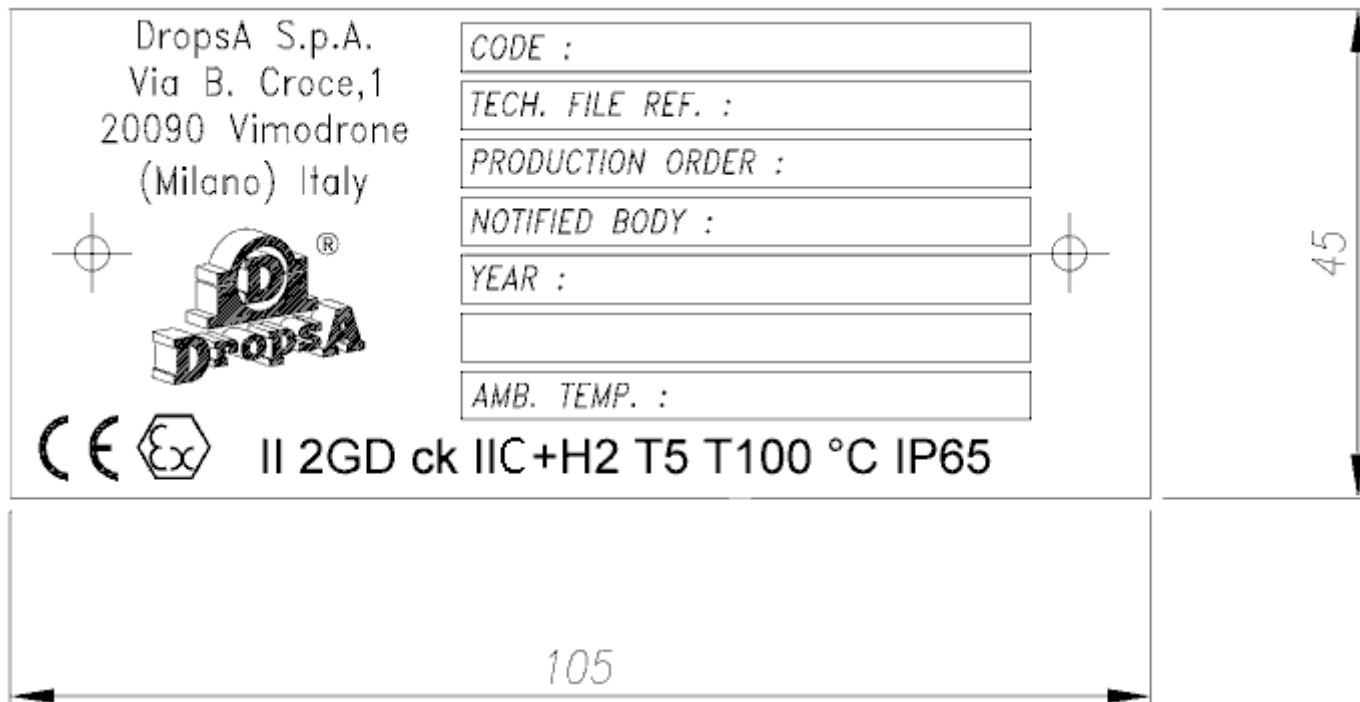 DropsA S.p.A.
Via B. Croce,1
20090 Vimodrone
(Milano) Italy
CODE :
TECH. FILE REF. :
PRODUCTION ORDER :
NOTIFIED BODY :
YEAR :
AMB. TEMP. :
®
D
DropsA
CE Ex II 2GD ck IIC+H2 T5 T100 °C IP65
45
105